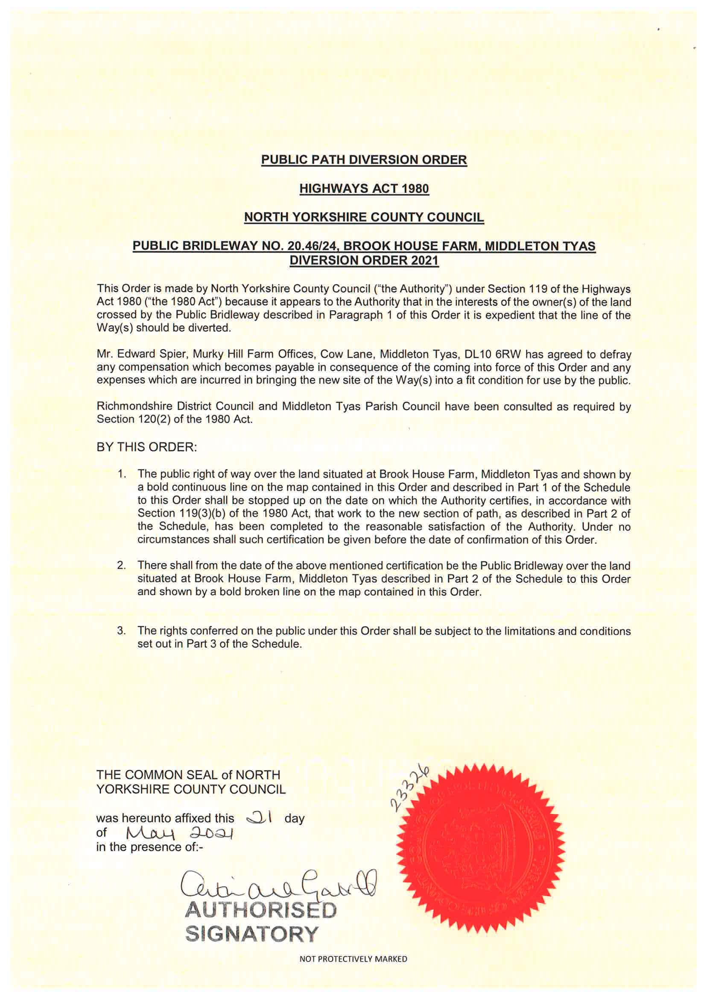 PUBLIC PATH DIVERSION ORDER
HIGHWAYS ACT 1980
NORTH YORKSHIRE COUNTY COUNCIL
PUBLIC BRIDLEWAY NO. 20.46/24, BROOK HOUSE FARM, MIDDLETON TYAS
DIVERSION ORDER 2021
This Order is made by North Yorkshire County Council (“the Authority”) under Section 119 of the Highways
Act 1980 (“the 1980 Act”) because it appears to the Authority that in the interests of the owner(s) of the land
crossed by the Public Bridleway described in Paragraph 1 of this Order it is expedient that the line of the
Way(s) should be diverted.
Mr. Edward Spier, Murky Hill Farm Offices, Cow Lane, Middleton Tyas, DL10 6RW has agreed to defray
any compensation which becomes payable in consequence of the coming into force of this Order and any
expenses which are incurred in bringing the new site of the Way(s) into a fit condition for use by the public.
Richmondshire District Council and Middleton Tyas Parish Council have been consulted as required by
Section 120(2) of the 1980 Act.
BY THIS ORDER:
1. The public right of way over the land situated at Brook House Farm, Middleton Tyas and shown by
a bold continuous line on the map contained in this Order and described in Part 1 of the Schedule
to this Order shall be stopped up on the date on which the Authority certifies, in accordance with
Section 119(3)(b) of the 1980 Act, that work to the new section of path, as described in Part 2 of
the Schedule, has been completed to the reasonable satisfaction of the Authority. Under no
circumstances shall such certification be given before the date of confirmation of this Order.
2. There shall from the date of the above mentioned certification be the Public Bridleway over the land
situated at Brook House Farm, Middleton Tyas described in Part 2 of the Schedule to this Order
and shown by a bold broken line on the map contained in this Order.
3. The rights conferred on the public under this Order shall be subject to the limitations and conditions
set out in Part 3 of the Schedule.
THE COMMON SEAL of NORTH
YORKSHIRE COUNTY COUNCIL
23326
was hereunto affixed this 21 day
of May 2021
in the presence of:-
AUTHORISED
SIGNATORY
NOT PROTECTIVELY MARKED